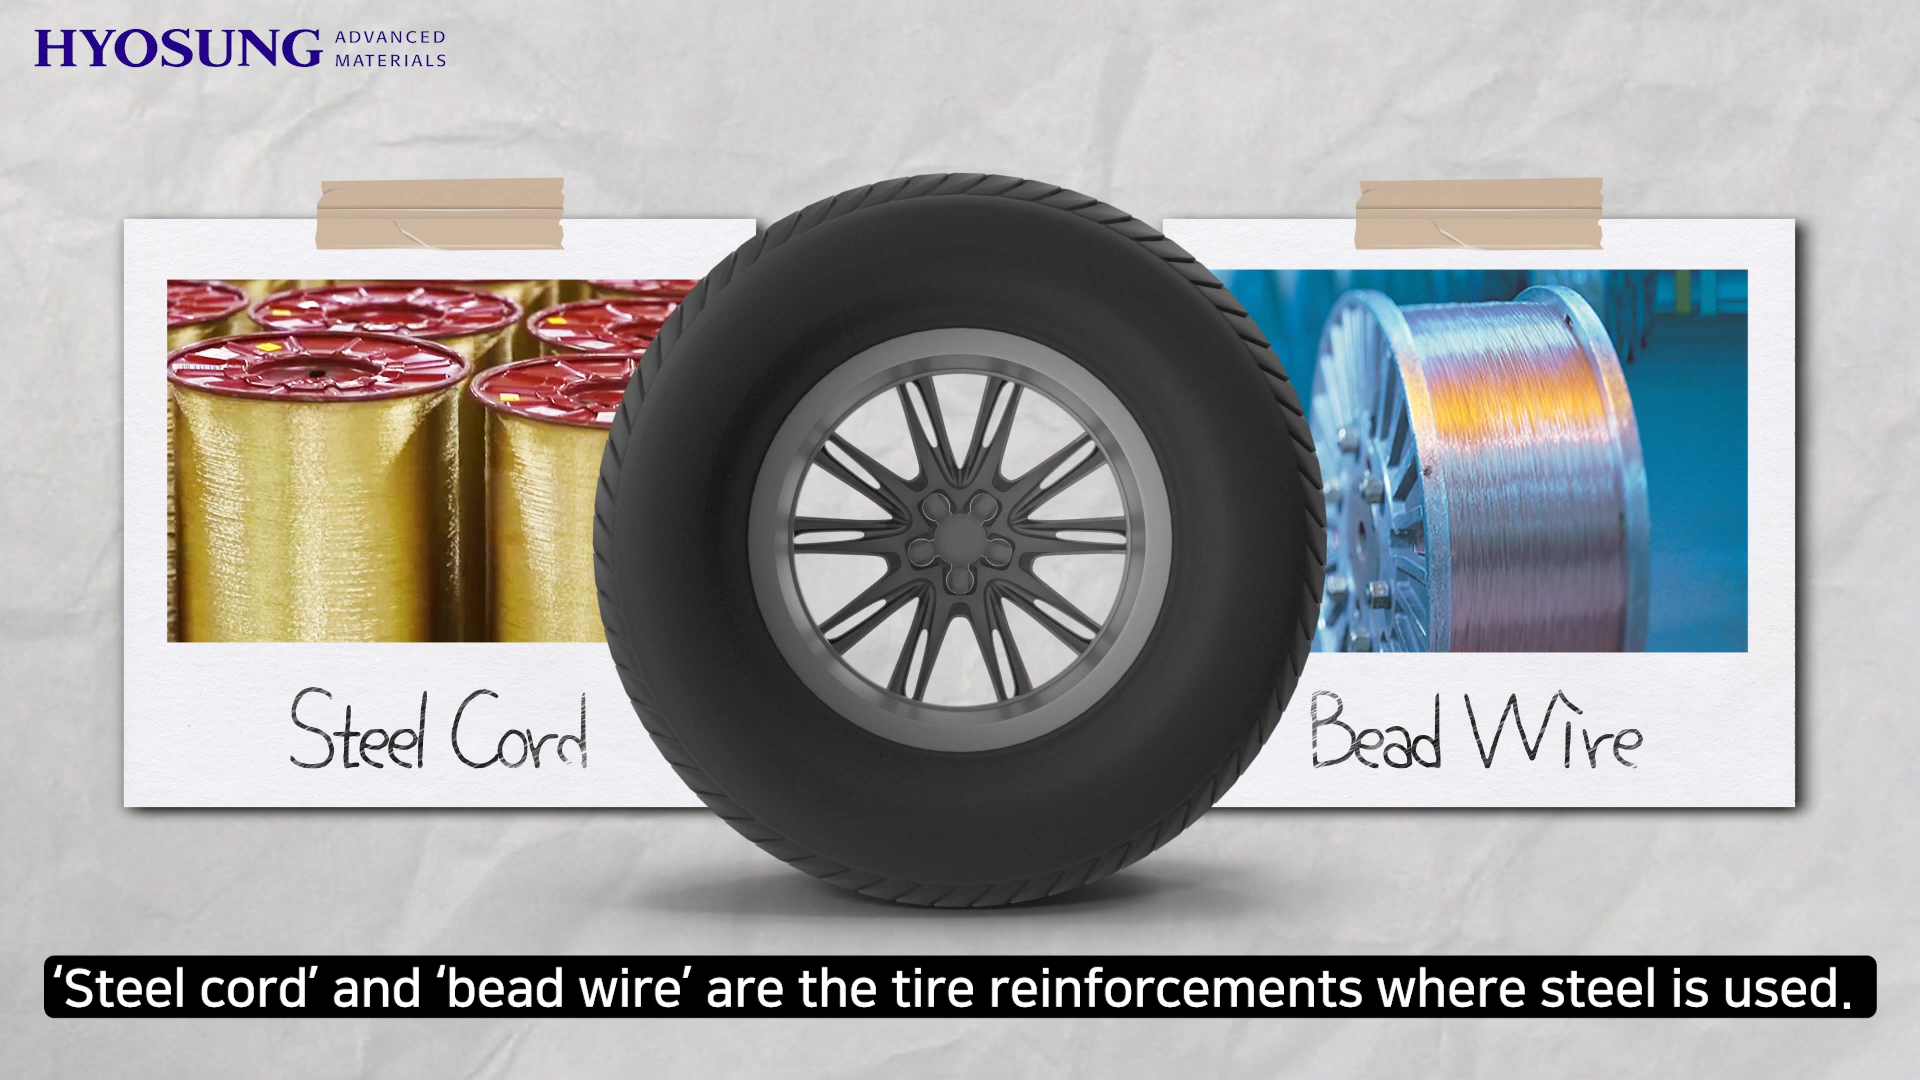 HYOSUNG ADVANCED MATERIALS
Steel Cord
Bead Wire
‘Steel cord’ and ‘bead wire’ are the tire reinforcements where steel is used.